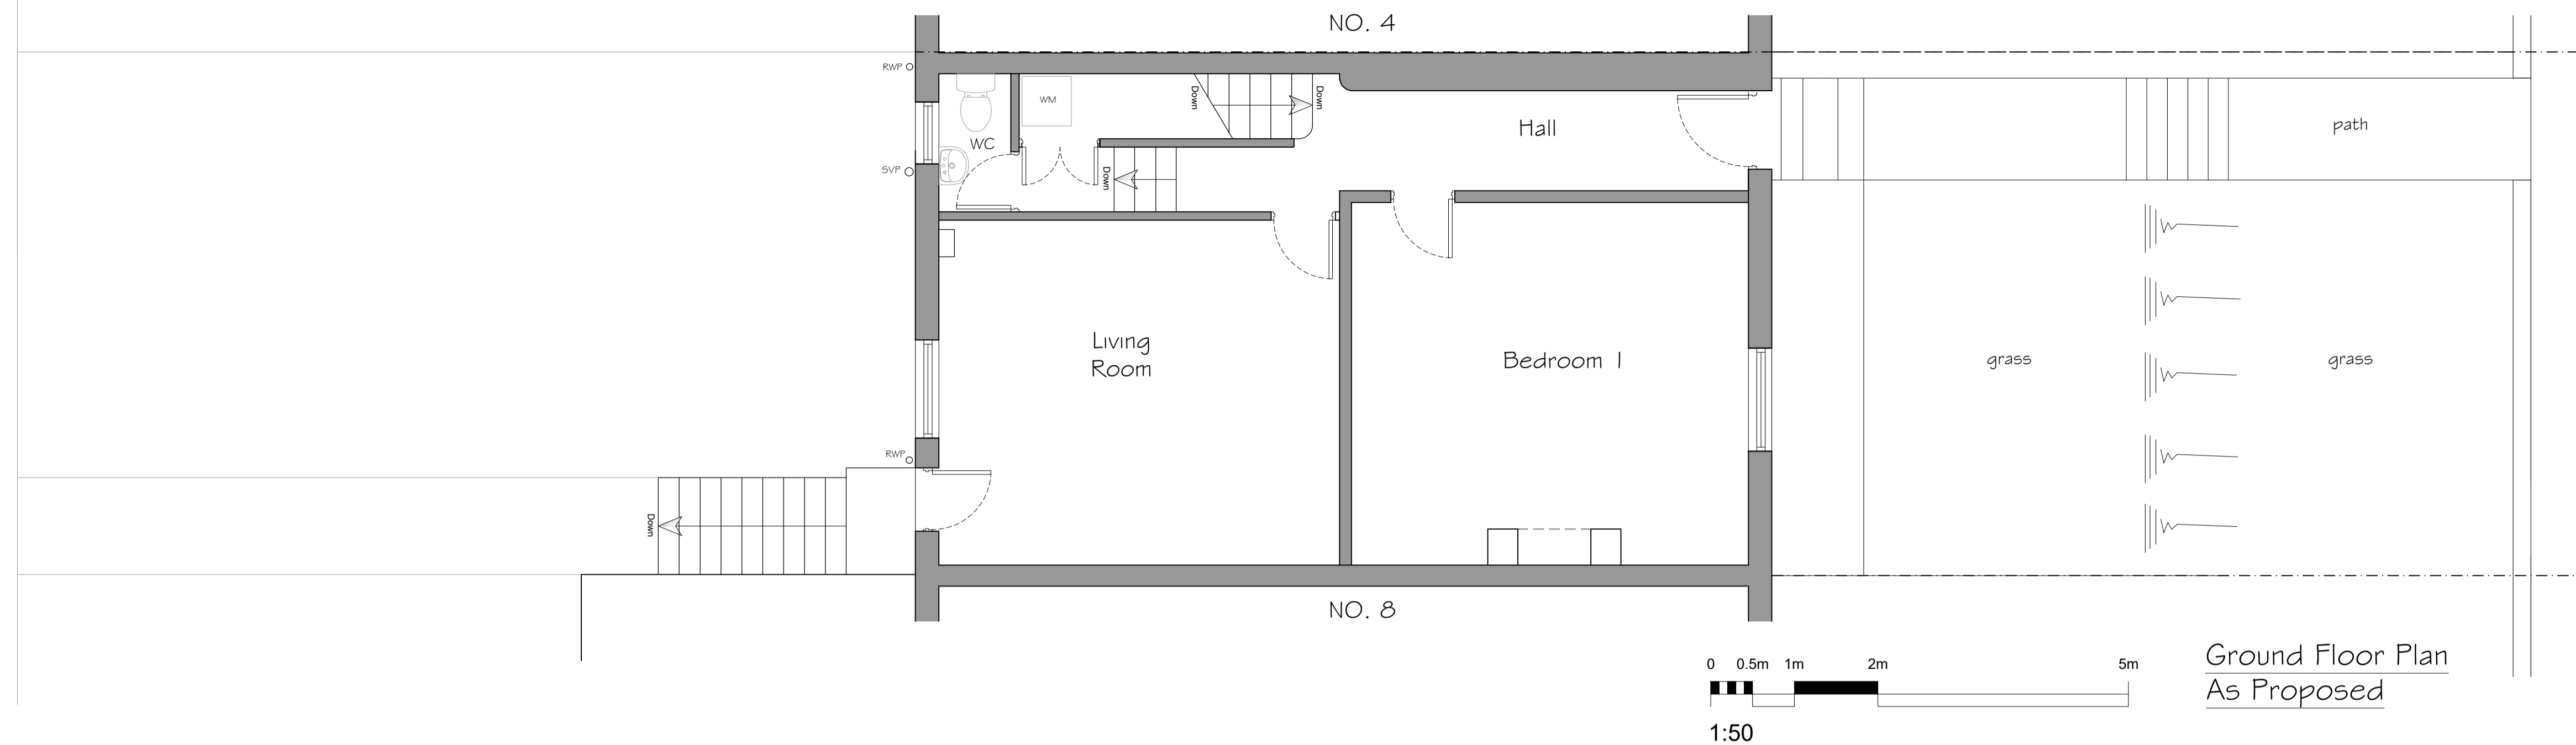 NO. 4
RWP
WM
Down
Down
WC
Hall
path
SVP
Down
Living
Room
Bedroom 1
grass
grass
RWP
Down
NO. 8
0 0.5m 1m 2m 5m
1:50
Ground Floor Plan
As Proposed